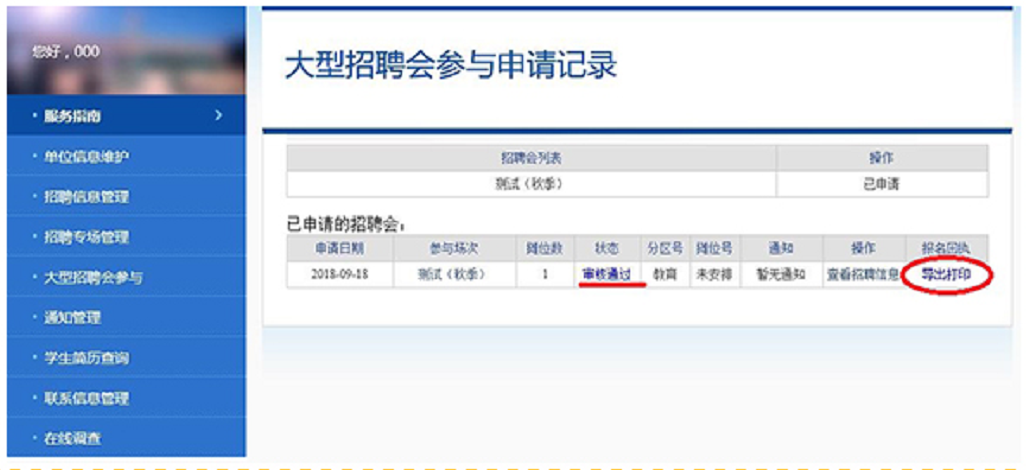 您好，000
服务指南
单位信息维护
招聘信息管理
招聘专场管理
大型招聘会参与
通知管理
学生简历查询
联系信息管理
在线调查
大型招聘会参与申请记录
招聘会列表 操作
测试（秋季） 已申请
已申请的招聘会：
申请日期 参与场次 摊位数 状态 分区号 摊位号 通知 操作 报名回执
2018-09-18 测试（秋季） 1 审核通过 教育 未安排 暂无通知 查看招聘信息 导出打印